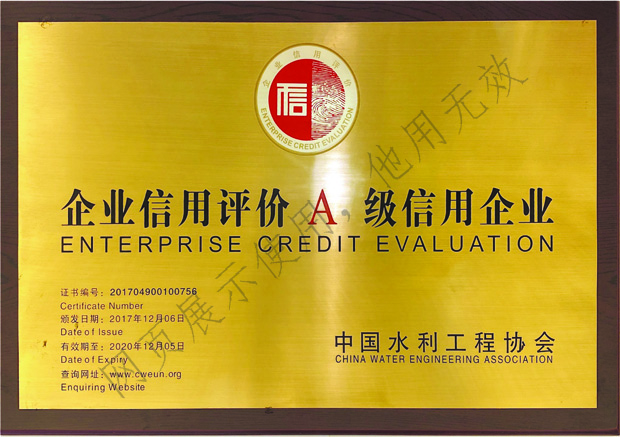 企业信用评价
信
ENTERPRISE CREDIT EVALUATION
企业信用评价 A 级信用企业
ENTERPRISE CREDIT EVALUATION
证书编号：201704900100756
Certificate Number
颁发日期：2017年12月06日
Date of Issue
有效期至：2020年12月05日
Date of Expiry
查询网址：www.cweun.org
Enquiring Website
中国水利工程协会
CHINA WATER ENGINEERING ASSOCIATION
网页展示使用，他用无效